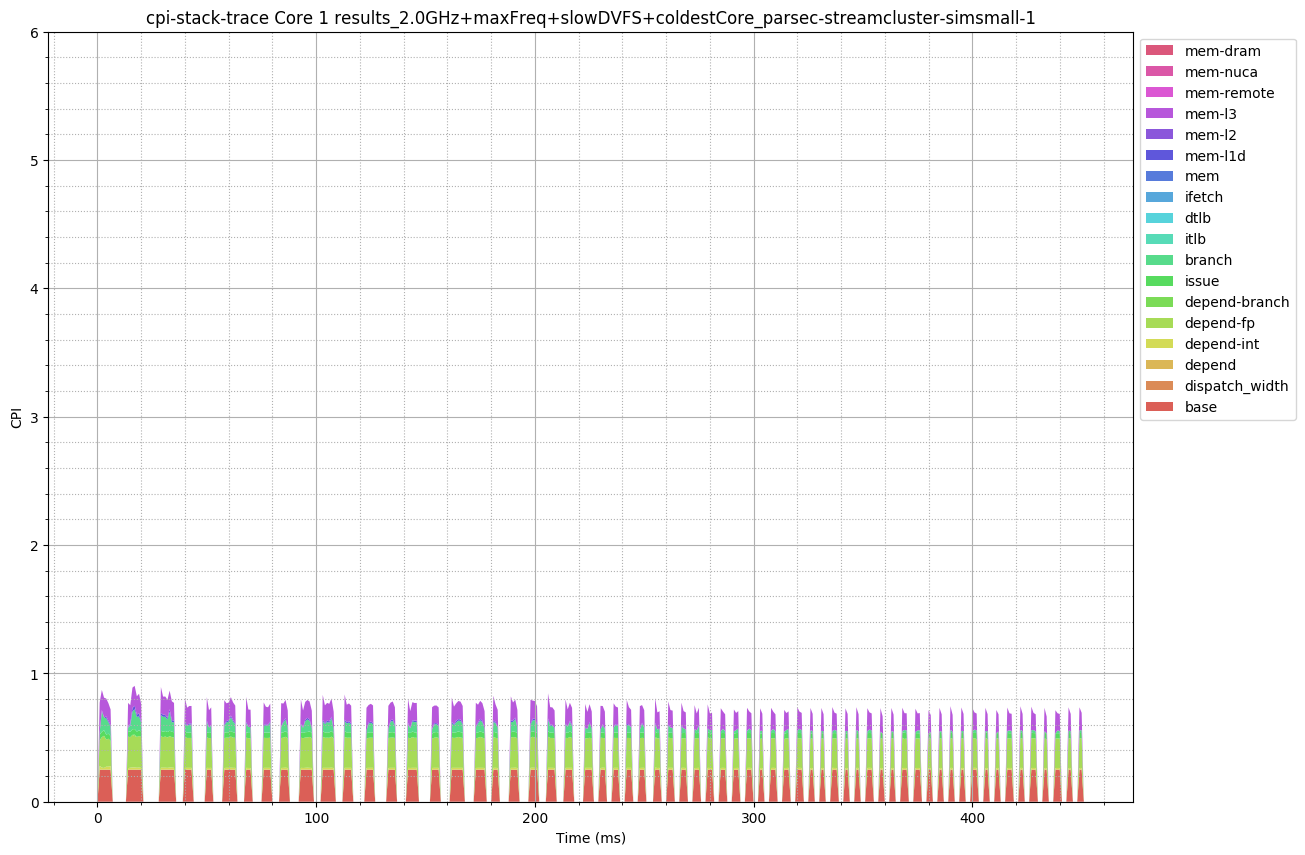 cpi-stack-trace Core 1 results_2.0GHz+maxFreq+slowDVFS+coldestCore_parsec-streamcluster-simsmall-1
6
5
4
3
2
1
0
CPI
0 100 200 300 400
Time (ms)
mem-dram
mem-nuca
mem-remote
mem-l3
mem-l2
mem-l1d
mem
ifetch
dtlb
itlb
branch
issue
depend-branch
depend-fp
depend-int
depend
dispatch_width
base